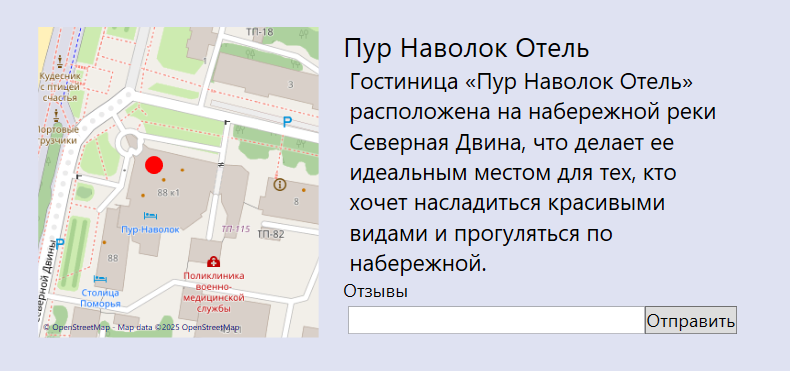 ТП-18
Кудесник
с птицей
счастья
3
Р
портовые
грузчики
88 к1
8
Пур-Наволок
ТП-115
ТП-82
Р
88
Поликлиника
военно-
медицинской
службы
Столица
Поморья
Северной Двины
© OpenStreetMap - Map data ©2025 OpenStreetMap
Пур Наволок Отель
Гостиница «Пур Наволок Отель»
расположена на набережной реки
Северная Двина, что делает ее
идеальным местом для тех, кто
хочет насладиться красивыми
видами и прогуляться по
набережной.
Отзывы
Отправить